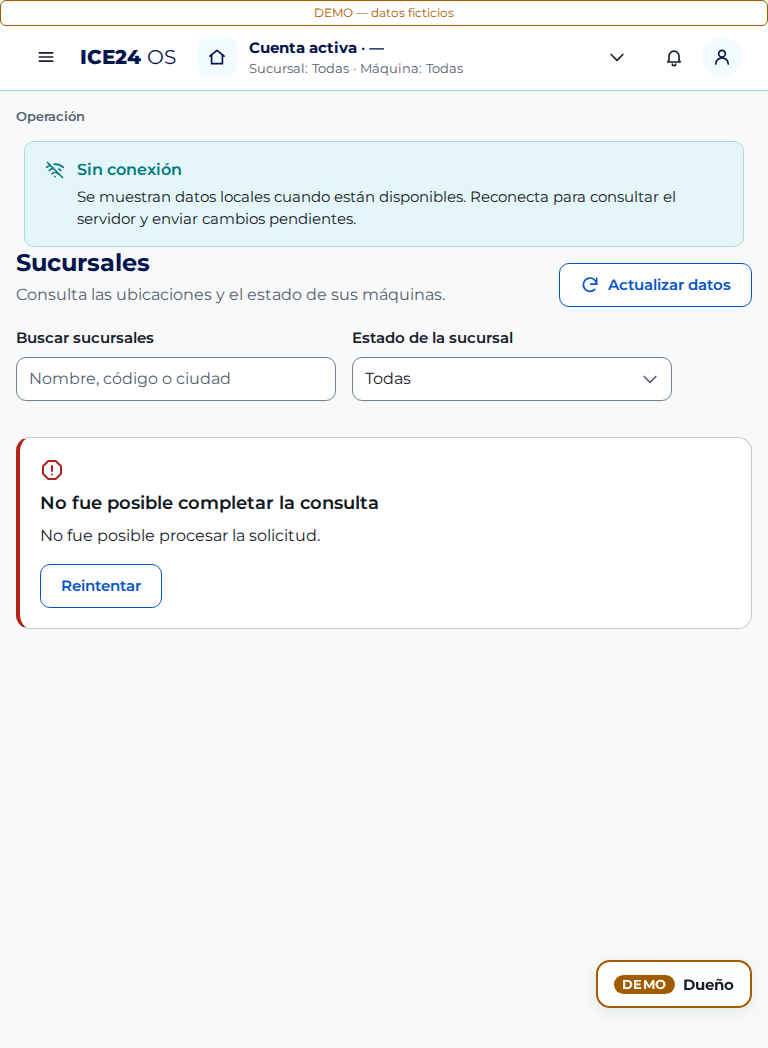 DEMO — datos ficticios
ICE24 OS
Cuenta activa · —
Sucursal: Todas · Máquina: Todas
Operación
Sin conexión
Se muestran datos locales cuando están disponibles. Reconecta para consultar el
servidor y enviar cambios pendientes.
Sucursales
Consulta las ubicaciones y el estado de sus máquinas.
Actualizar datos
Buscar sucursales
Estado de la sucursal
Nombre, código o ciudad
Todas
No fue posible completar la consulta
No fue posible procesar la solicitud.
Reintentar
DEMO Dueño